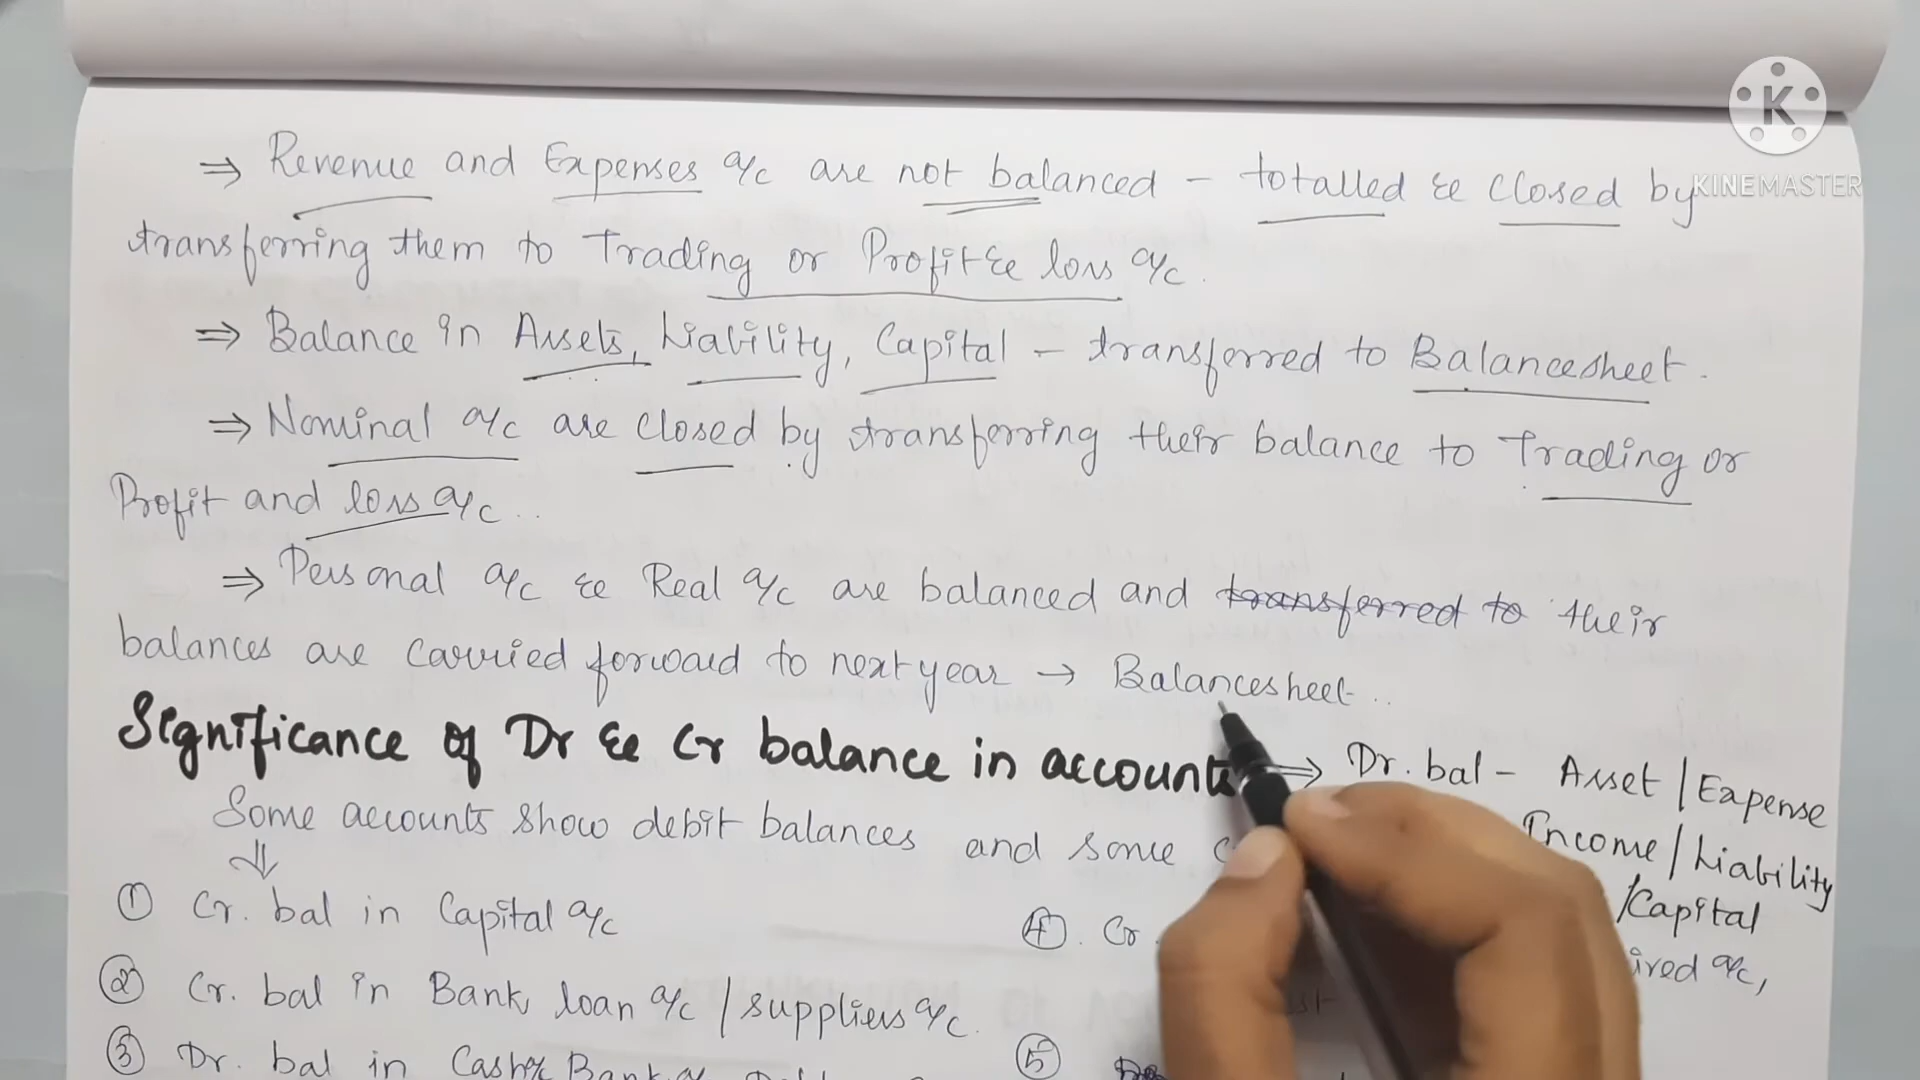 ⇒ Revenue and Expenses a/c are not balanced - totalled & closed by
transferring them to Trading or Profit & loss a/c.
⇒ Balance in Assets, Liability, Capital - transferred to Balancesheet.
⇒ Nominal a/c are closed by transferring their balance to Trading or
Profit and loss a/c..
⇒ Personal a/c & Real a/c are balanced and transferred to their
balances are carried forward to next year → Balancesheet..
Significance of Dr & Cr balance in accounts ⇒ Dr. bal - Asset / Expense
Income / Liability
/Capital
Some accounts show debit balances and some
① Cr. bal in Capital a/c
④. Cr.
② Cr. bal in Bank loan a/c / suppliers a/c.
③ Dr. bal in Cash a/c Bank a/c
⑤
K
KINEMASTER